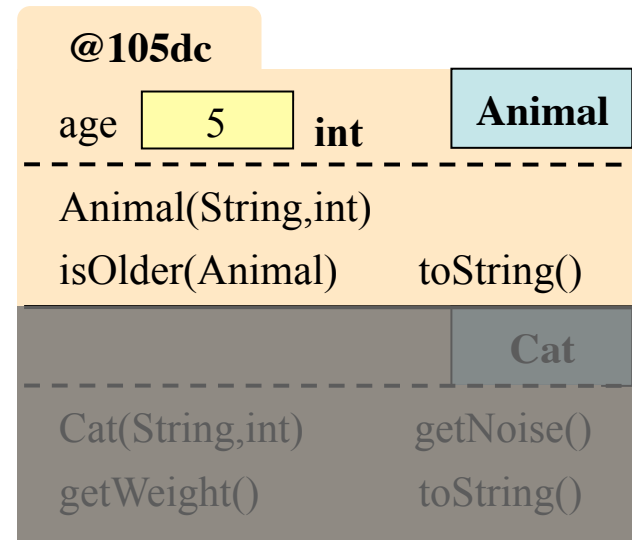 @105dc
age 5 int Animal
Animal(String,int)
isOlder(Animal) toString()
Cat
Cat(String,int) getNoise()
getWeight() toString()